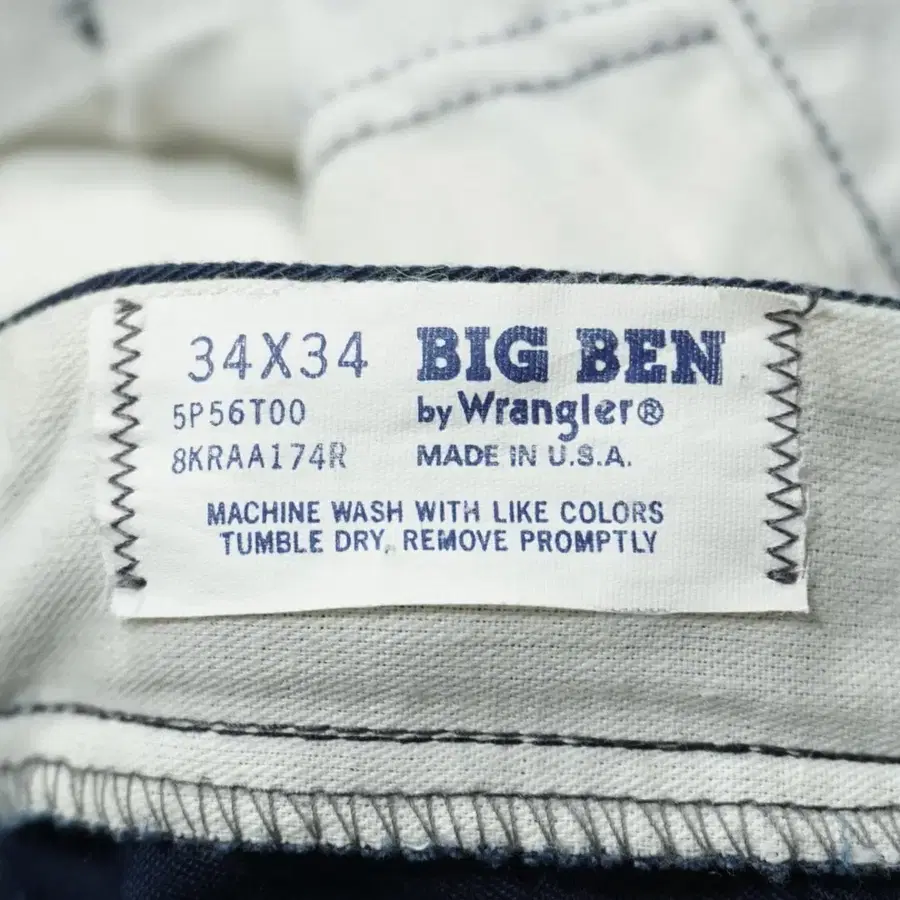 34X34 BIG BEN
5P56T00 by Wrangler®
8KRAA174R MADE IN U.S.A.
MACHINE WASH WITH LIKE COLORS
TUMBLE DRY, REMOVE PROMPTLY